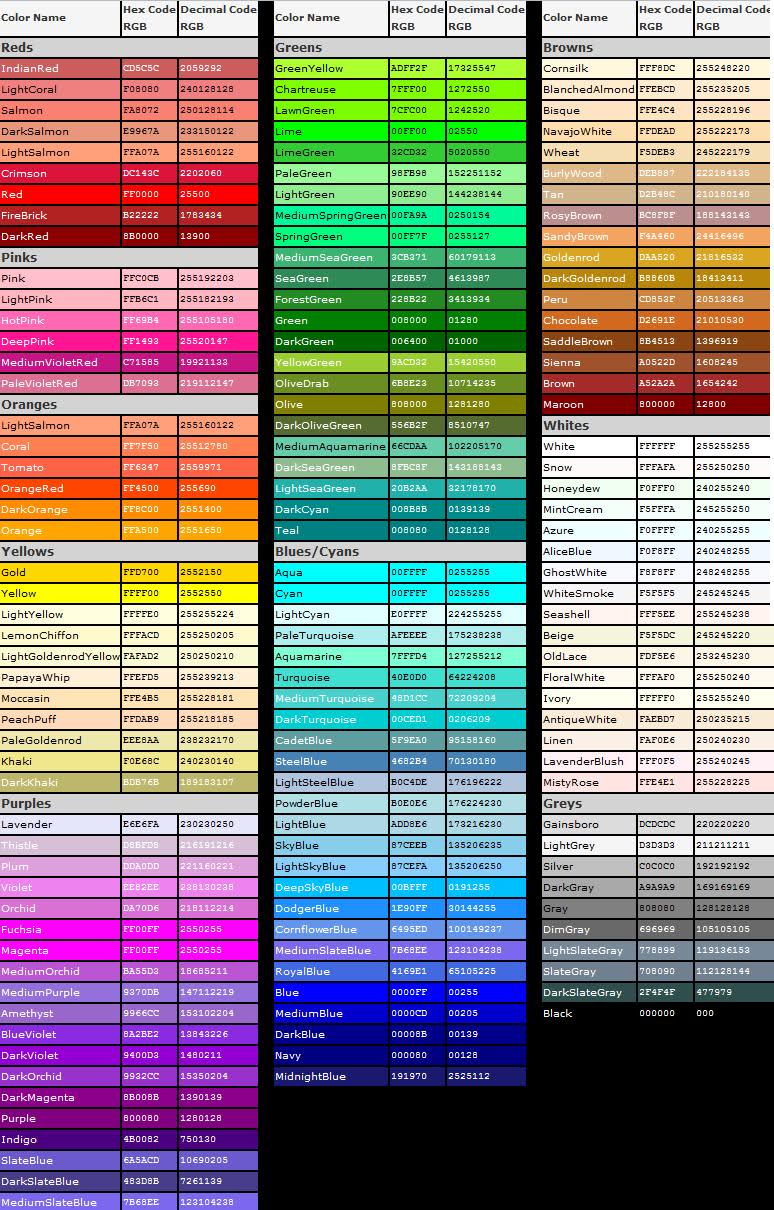 Color Name Hex Code RGB Decimal Code RGB
Reds
IndianRed CD5C5C 2059292
LightCoral F08080 240128128
Salmon FA8072 250128114
DarkSalmon E9967A 233150122
LightSalmon FFA07A 255160122
Crimson DC143C 2202060
Red FF0000 25500
FireBrick B22222 1783434
DarkRed 8B0000 13900
Pinks
Pink FFC0CB 255192203
LightPink FFB6C1 255182193
HotPink FF69B4 255105180
DeepPink FF1493 25520147
MediumVioletRed C71585 19921133
PaleVioletRed DB7093 219112147
Oranges
LightSalmon FFA07A 255160122
Coral FF7F50 25512780
Tomato FF6347 2559971
OrangeRed FF4500 255690
DarkOrange FF8C00 2551400
Orange FFA500 2551650
Yellows
Gold FFD700 2552150
Yellow FFFF00 2552550
LightYellow FFFFE0 255255224
LemonChiffon FFFACD 255250205
LightGoldenrodYellow FAFAD2 250250210
PapayaWhip FFEFD5 255239213
Moccasin FFE4B5 255228181
PeachPuff FFDAB9 255218185
PaleGoldenrod EEE8AA 238232170
Khaki F0E68C 240230140
DarkKhaki BDB76B 189183107
Purples
Lavender E6E6FA 230230250
Thistle D8BFD8 216191216
Plum DDA0DD 221160221
Violet EE82EE 238130238
Orchid DA70D6 218112214
Fuchsia FF00FF 2550255
Magenta FF00FF 2550255
MediumOrchid BA55D3 18685211
MediumPurple 9370DB 147112219
Amethyst 9966CC 153102204
BlueViolet 8A2BE2 13843226
DarkViolet 9400D3 1480211
DarkOrchid 9932CC 15350204
DarkMagenta 8B008B 1390139
Purple 800080 1280128
Indigo 4B0082 750130
SlateBlue 6A5ACD 10690205
DarkSlateBlue 483D8B 7261139
MediumSlateBlue 7B68EE 123104238
Color Name Hex Code RGB Decimal Code RGB
Greens
GreenYellow ADFF2F 17325547
Chartreuse 7FFF00 1272550
LawnGreen 7CFC00 1242520
Lime 00FF00 02550
LimeGreen 32CD32 5020550
PaleGreen 98FB98 152251152
LightGreen 90EE90 144238144
MediumSpringGreen 00FA9A 0250154
SpringGreen 00FF7F 0255127
MediumSeaGreen 3CB371 60179113
SeaGreen 2E8B57 4613987
ForestGreen 228B22 3413934
Green 008000 01280
DarkGreen 006400 01000
YellowGreen 9ACD32 15420550
OliveDrab 6B8E23 10714235
Olive 808000 1281280
DarkOliveGreen 556B2F 8510747
MediumAquamarine 66CDAA 102205170
DarkSeaGreen 8FBC8F 143188143
LightSeaGreen 20B2AA 32178170
DarkCyan 008B8B 0139139
Teal 008080 0128128
Blues/Cyans
Aqua 00FFFF 0255255
Cyan 00FFFF 0255255
LightCyan E0FFFF 224255255
PaleTurquoise AFEEEE 175238238
Aquamarine 7FFFD4 127255212
Turquoise 40E0D0 64224208
MediumTurquoise 48D1CC 72209204
DarkTurquoise 00CED1 0206209
CadetBlue 5F9EA0 95158160
SteelBlue 4682B4 70130180
LightSteelBlue B0C4DE 176196222
PowderBlue B0E0E6 176224230
LightBlue ADD8E6 173216230
SkyBlue 87CEEB 135206235
LightSkyBlue 87CEFA 135206250
DeepSkyBlue 00BFFF 0191255
DodgerBlue 1E90FF 30144255
CornflowerBlue 6495ED 100149237
MediumSlateBlue 7B68EE 123104238
RoyalBlue 4169E1 65105225
Blue 0000FF 00255
MediumBlue 0000CD 00205
DarkBlue 00008B 00139
Navy 000080 00128
MidnightBlue 191970 2525112
Color Name Hex Code RGB Decimal Code RGB
Browns
Cornsilk FFF8DC 255248220
BlanchedAlmond FFEBCD 255235205
Bisque FFE4C4 255228196
NavajoWhite FFDEAD 255222173
Wheat F5DEB3 245222179
BurlyWood DEB887 222184135
Tan D2B48C 210180140
RosyBrown BC8F8F 188143143
SandyBrown F4A460 24416496
Goldenrod DAA520 21816532
DarkGoldenrod B8860B 18413411
Peru CD853F 20513363
Chocolate D2691E 21010530
SaddleBrown 8B4513 1396919
Sienna A0522D 1608245
Brown A52A2A 1654242
Maroon 800000 12800
Whites
White FFFFFF 255255255
Snow FFFAFA 255250250
Honeydew F0FFF0 240255240
MintCream F5FFFA 245255250
Azure F0FFFF 240255255
AliceBlue F0F8FF 240248255
GhostWhite F8F8FF 248248255
WhiteSmoke F5F5F5 245245245
Seashell FFF5EE 255245238
Beige F5F5DC 245245220
OldLace FDF5E6 253245230
FloralWhite FFFAF0 255250240
Ivory FFFFF0 255255240
AntiqueWhite FAEBD7 250235215
Linen FAF0E6 250240230
LavenderBlush FFF0F5 255240245
MistyRose FFE4E1 255228225
Greys
Gainsboro DCDCDC 220220220
LightGrey D3D3D3 211211211
Silver C0C0C0 192192192
DarkGray A9A9A9 169169169
Gray 808080 128128128
DimGray 696969 105105105
LightSlateGray 778899 119136153
SlateGray 708090 112128144
DarkSlateGray 2F4F4F 477979
Black 000000 000